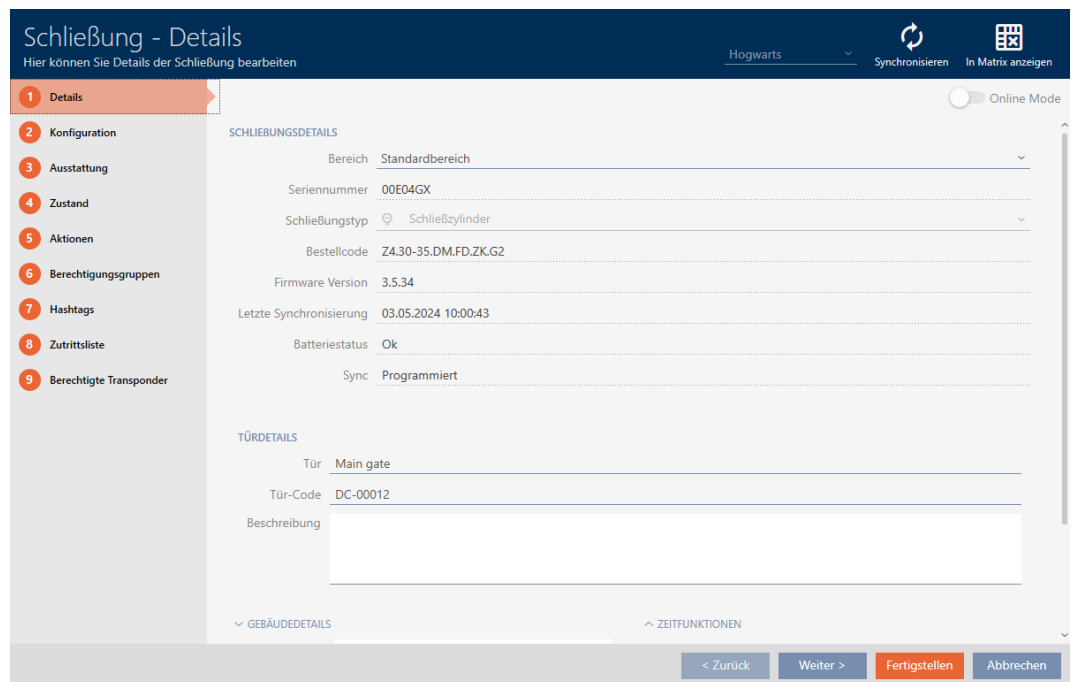 Schließung - Details
Hier können Sie Details der Schließung bearbeiten
Hogwarts
Synchronisieren
In Matrix anzeigen
1 Details
2 Konfiguration
3 Ausstattung
4 Zustand
5 Aktionen
6 Berechtigungsgruppen
7 Hashtags
8 Zutrittsliste
9 Berechtigte Transponder
Online Mode
SCHLIEßUNGSDETAILS
Bereich Standardbereich
Seriennummer 00E04GX
Schließungstyp Schließzylinder
Bestellcode Z4.30-35.DM.FD.ZK.G2
Firmware Version 3.5.34
Letzte Synchronisierung 03.05.2024 10:00:43
Batteriestatus Ok
Sync Programmiert
TÜRDETAILS
Tür Main gate
Tür-Code DC-00012
Beschreibung
GEBÄUDEDETAILS
ZEITFUNKTIONEN
< Zurück
Weiter >
Fertigstellen
Abbrechen